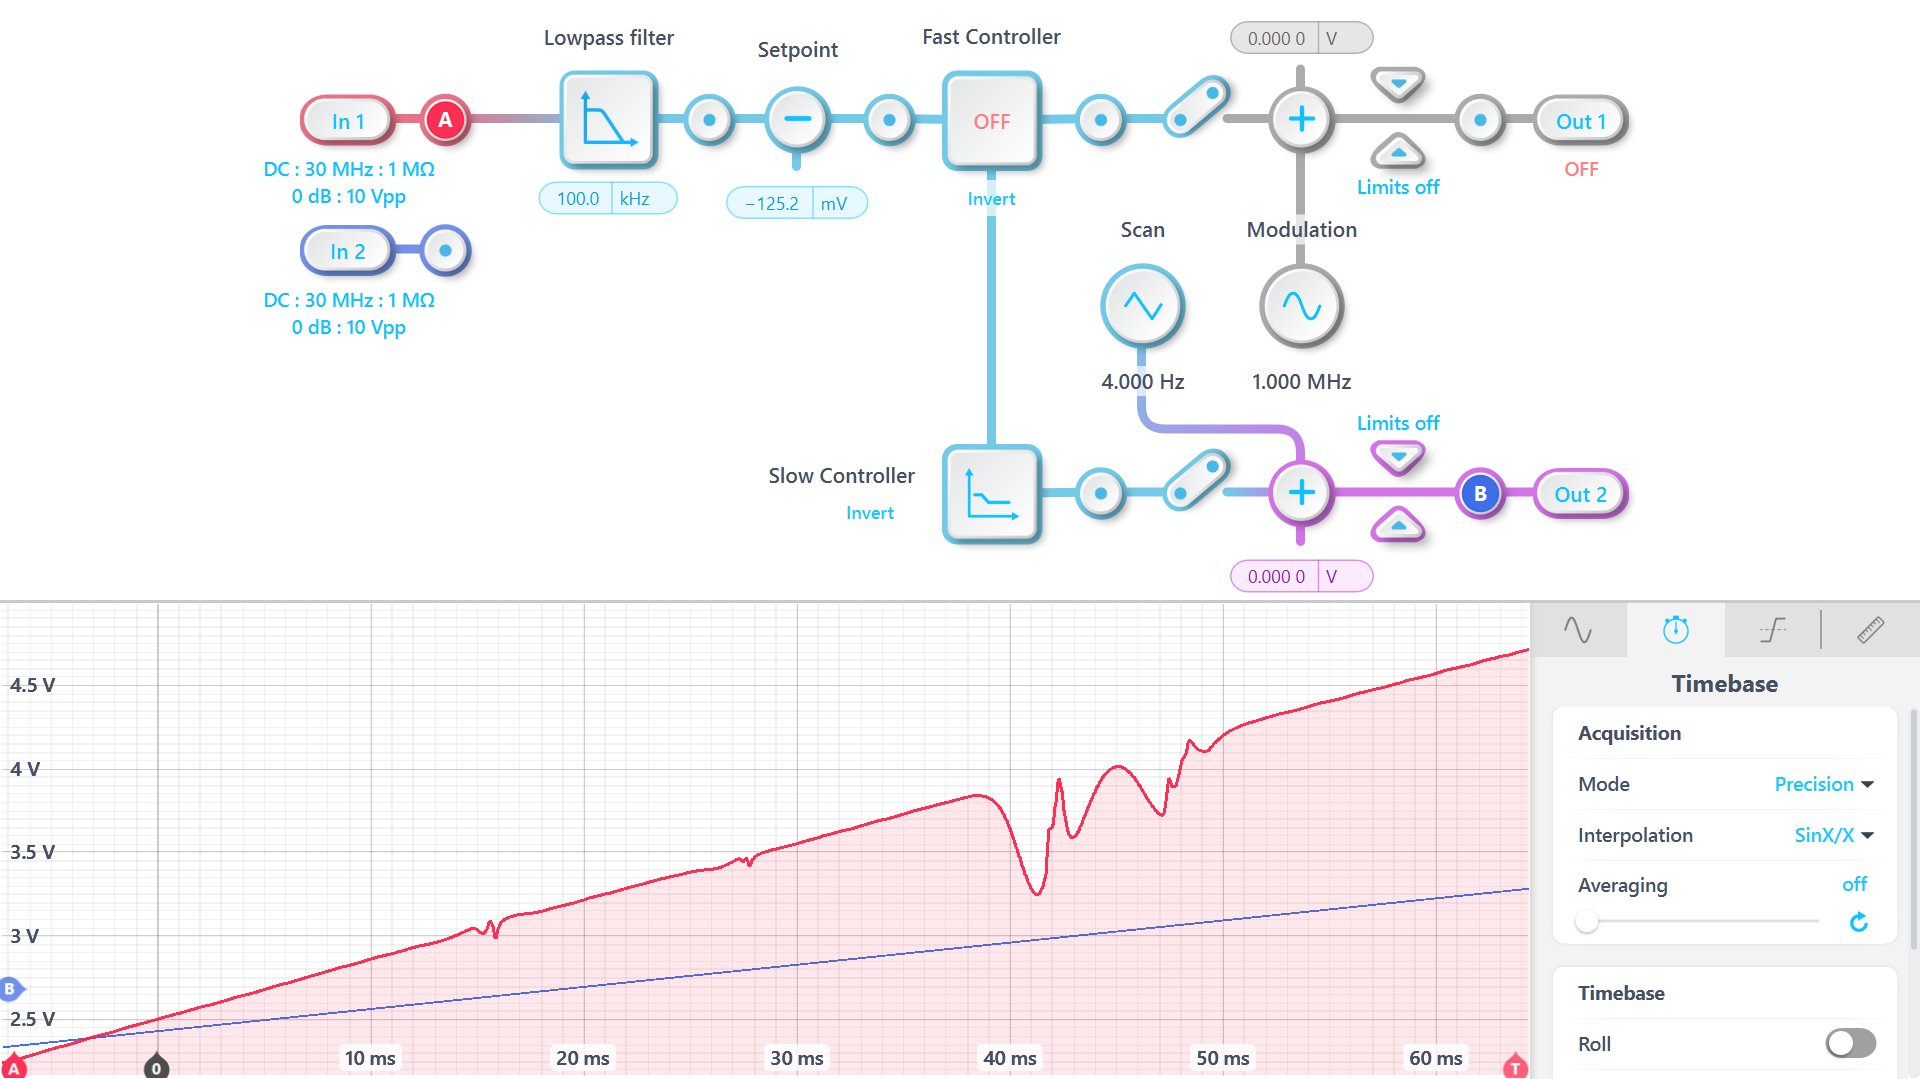 Lowpass filter
Setpoint
Fast Controller
0.000 0 V
In 1
A
OFF
Out 1
DC : 30 MHz : 1 MΩ
0 dB : 10 Vpp
100.0 kHz
−125.2 mV
Invert
Limits off
OFF
In 2
DC : 30 MHz : 1 MΩ
0 dB : 10 Vpp
Scan
Modulation
4.000 Hz
1.000 MHz
Limits off
Slow Controller
Invert
B
Out 2
0.000 0 V
4.5 V
4 V
3.5 V
3 V
B
2.5 V
A
0
10 ms
20 ms
30 ms
40 ms
50 ms
60 ms
T
Timebase
Acquisition
Mode Precision
Interpolation SinX/X
Averaging off
Timebase
Roll